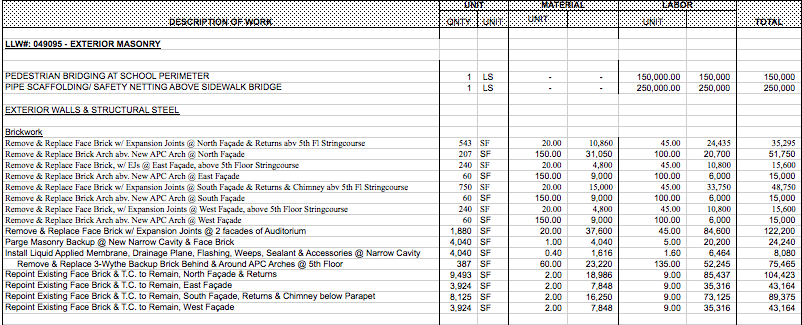 UNIT MATERIAL LABOR
DESCRIPTION OF WORK QNTY UNIT UNIT UNIT TOTAL
LLW#: 049095 - EXTERIOR MASONRY
PEDESTRIAN BRIDGING AT SCHOOL PERIMETER 1 LS - - 150,000.00 150,000 150,000
PIPE SCAFFOLDING/ SAFETY NETTING ABOVE SIDEWALK BRIDGE 1 LS - - 250,000.00 250,000 250,000
EXTERIOR WALLS & STRUCTURAL STEEL
Brickwork
Remove & Replace Face Brick w/ Expansion Joints @ North Façade & Returns abv 5th Fl Stringcourse 543 SF 20.00 10,860 45.00 24,435 35,295
Remove & Replace Brick Arch abv. New APC Arch @ North Façade 207 SF 150.00 31,050 100.00 20,700 51,750
Remove & Replace Face Brick, w/ EJs @ East Façade, above 5th Floor Stringcourse 240 SF 20.00 4,800 45.00 10,800 15,600
Remove & Replace Brick Arch abv. New APC Arch @ East Façade 60 SF 150.00 9,000 100.00 6,000 15,000
Remove & Replace Face Brick w/ Expansion Joints @ South Façade & Returns & Chimney abv 5th Fl Stringcourse 750 SF 20.00 15,000 45.00 33,750 48,750
Remove & Replace Brick Arch abv. New APC Arch @ South Façade 60 SF 150.00 9,000 100.00 6,000 15,000
Remove & Replace Face Brick, w/ Expansion Joints @ West Façade, above 5th Floor Stringcourse 240 SF 20.00 4,800 45.00 10,800 15,600
Remove & Replace Brick Arch abv. New APC Arch @ West Façade 60 SF 150.00 9,000 100.00 6,000 15,000
Remove & Replace Face Brick w/ Expansion Joints @ 2 facades of Auditorium 1,880 SF 20.00 37,600 45.00 84,600 122,200
Parge Masonry Backup @ New Narrow Cavity & Face Brick 4,040 SF 1.00 4,040 5.00 20,200 24,240
Install Liquid Applied Membrane, Drainage Plane, Flashing, Weeps, Sealant & Accessories @ Narrow Cavity 4,040 SF 0.40 1,616 1.60 6,464 8,080
Remove & Replace 3-Wythe Backup Brick Behind & Around APC Arches @ 5th Floor 387 SF 60.00 23,220 135.00 52,245 75,465
Repoint Existing Face Brick & T.C. to Remain, North Façade & Returns 9,493 SF 2.00 18,986 9.00 85,437 104,423
Repoint Existing Face Brick & T.C. to Remain, East Façade 3,924 SF 2.00 7,848 9.00 35,316 43,164
Repoint Existing Face Brick & T.C. to Remain, South Façade, Returns & Chimney below Parapet 8,125 SF 2.00 16,250 9.00 73,125 89,375
Repoint Existing Face Brick & T.C. to Remain, West Façade 3,924 SF 2.00 7,848 9.00 35,316 43,164